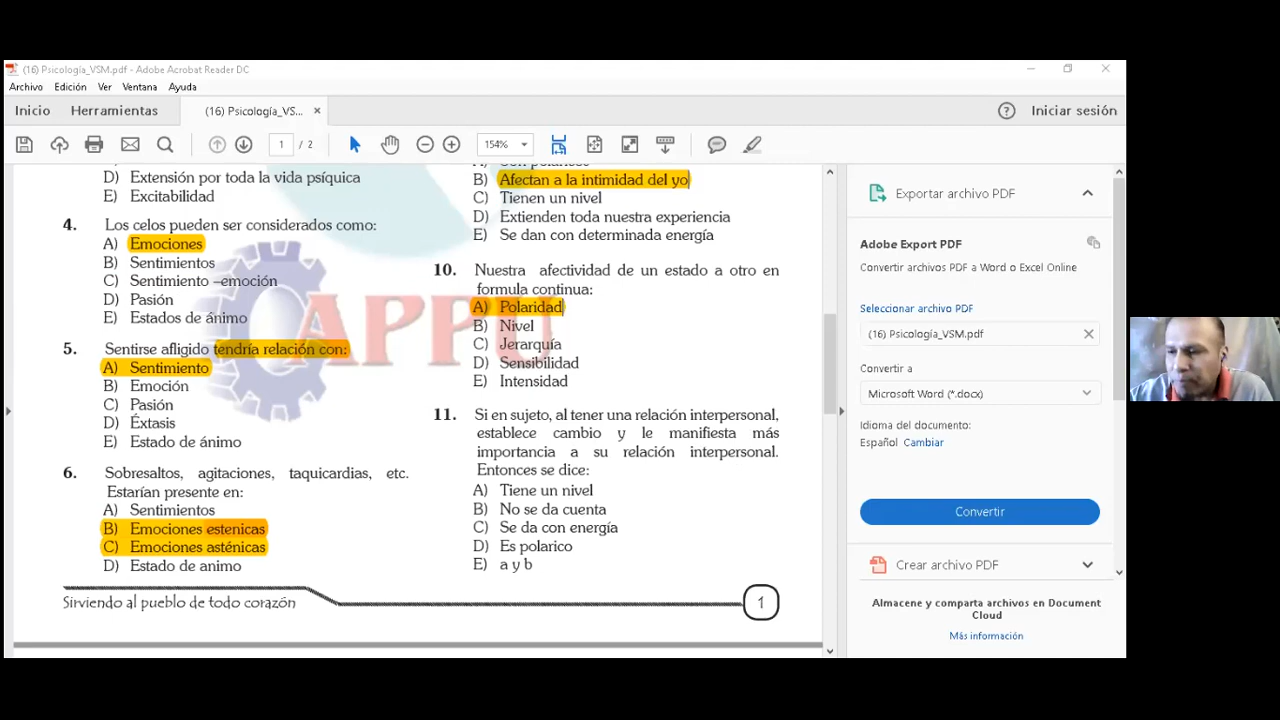 (16) Psicología_VSM.pdf - Adobe Acrobat Reader DC
Archivo Edición Ver Ventana Ayuda
Inicio Herramientas (16) Psicología_VS... × Iniciar sesión
1 / 2 154%
D) Extensión por toda la vida psíquica
E) Excitabilidad
4. Los celos pueden ser considerados como:
A) Emociones
B) Sentimientos
C) Sentimiento –emoción
D) Pasión
E) Estados de ánimo
5. Sentirse afligido tendría relación con:
A) Sentimiento
B) Emoción
C) Pasión
D) Éxtasis
E) Estado de ánimo
6. Sobresaltos, agitaciones, taquicardias, etc.
Estarían presente en:
A) Sentimientos
B) Emociones estenicas
C) Emociones asténicas
D) Estado de animo
APPU
B) Afectan a la intimidad del yo
C) Tienen un nivel
D) Extienden toda nuestra experiencia
E) Se dan con determinada energía
10. Nuestra afectividad de un estado a otro en
formula continua:
A) Polaridad
B) Nivel
C) Jerarquía
D) Sensibilidad
E) Intensidad
11. Si en sujeto, al tener una relación interpersonal,
establece cambio y le manifiesta más
importancia a su relación interpersonal.
Entonces se dice:
A) Tiene un nivel
B) No se da cuenta
C) Se da con energía
D) Es polarico
E) a y b
Sirviendo al pueblo de todo corazón 1
Exportar archivo PDF
Adobe Export PDF
Convertir archivos PDF a Word o Excel Online
Seleccionar archivo PDF
(16) Psicología_VSM.pdf
Convertir a
Microsoft Word (*.docx)
Idioma del documento:
Español Cambiar
Convertir
Crear archivo PDF
Almacene y comparta archivos en Document
Cloud
Más información